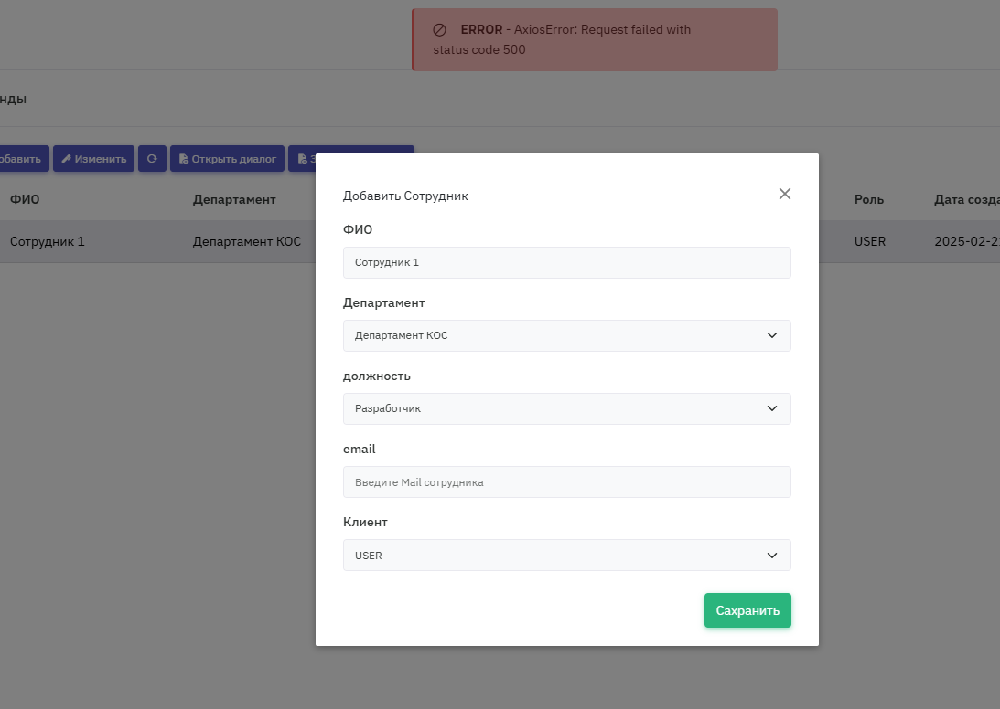 ERROR - AxiosError: Request failed with
status code 500
нды
обавить
Изменить
Открыть диалог
З
ФИО
Департамент
Роль
Дата созда
Сотрудник 1
Департамент КОС
USER
2025-02-2
Добавить Сотрудник
ФИО
Сотрудник 1
Департамент
Департамент КОС
должность
Разработчик
email
Введите Mail сотрудника
Клиент
USER
Сахранить